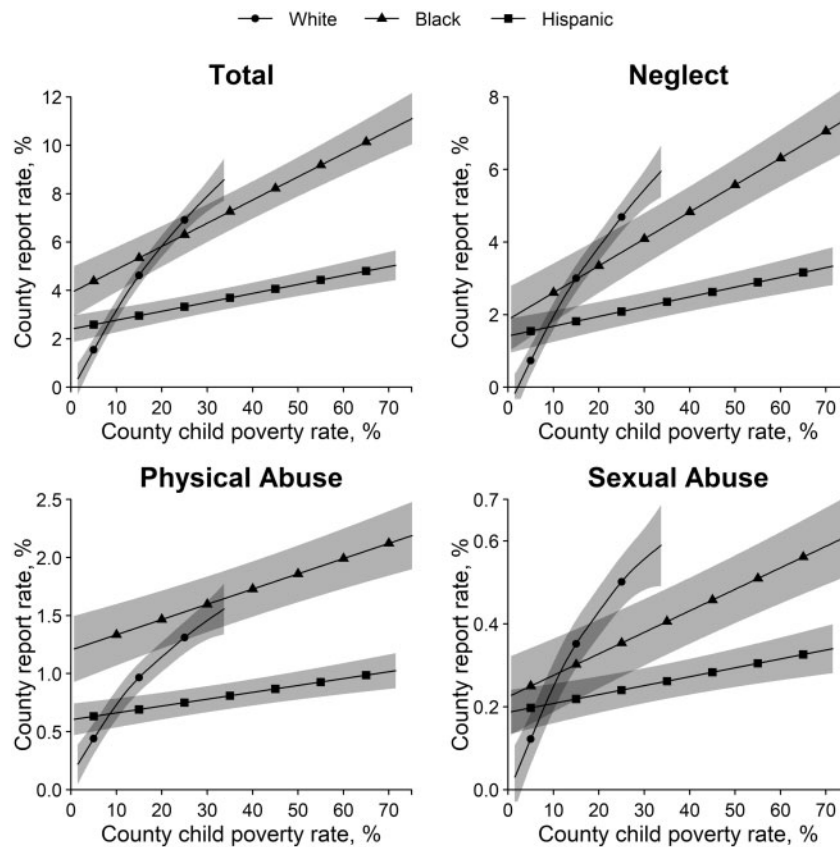 White Black Hispanic
Total
County report rate, %
12
10
8
6
4
2
0
0 10 20 30 40 50 60 70
County child poverty rate, %
Neglect
County report rate, %
8
6
4
2
0
0 10 20 30 40 50 60 70
County child poverty rate, %
Physical Abuse
County report rate, %
2.5
2.0
1.5
1.0
0.5
0.0
0 10 20 30 40 50 60 70
County child poverty rate, %
Sexual Abuse
County report rate, %
0.7
0.6
0.4
0.2
0.0
0 10 20 30 40 50 60 70
County child poverty rate, %